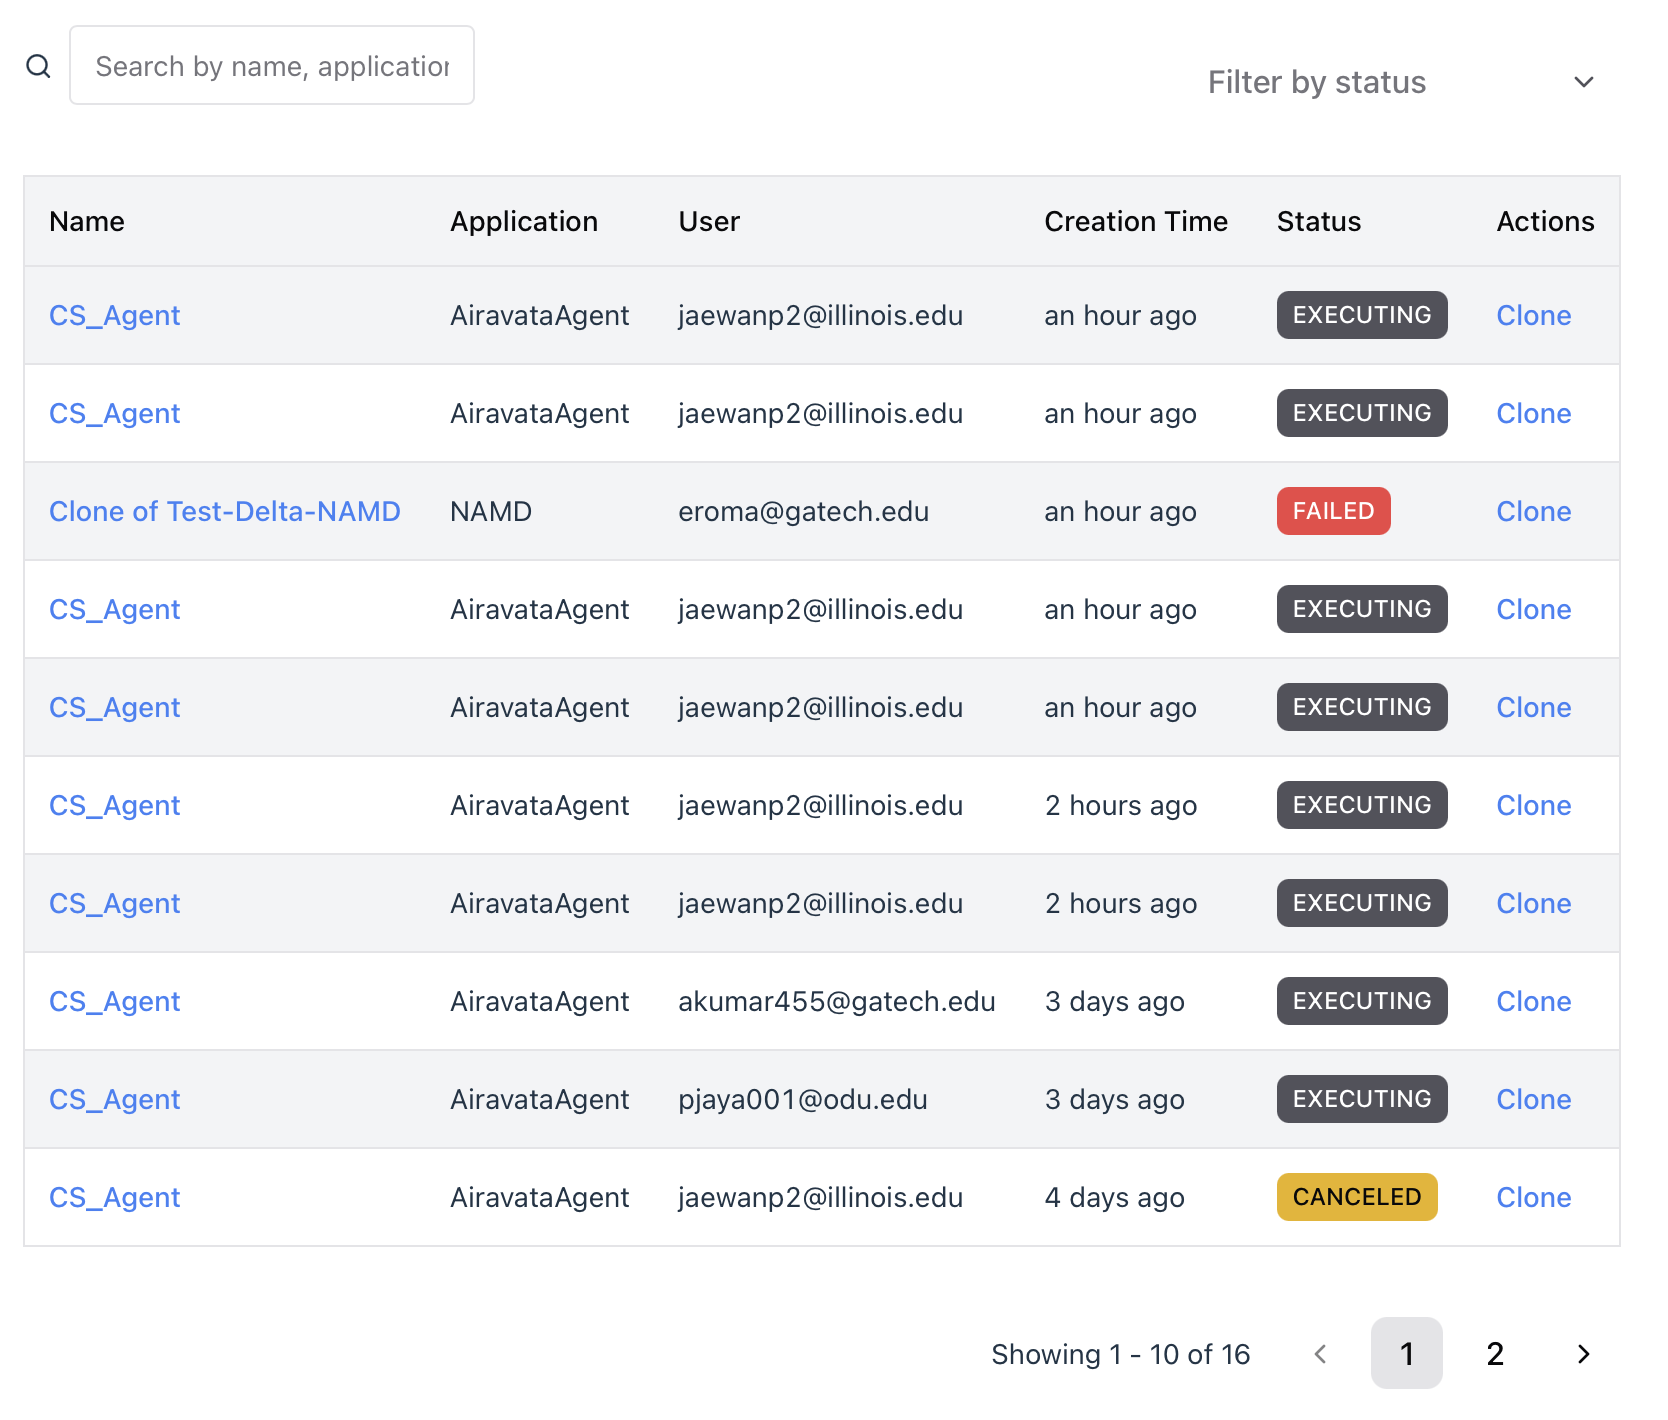 Search by name, application
Filter by status
Name Application User Creation Time Status Actions
CS_Agent AiravataAgent jaewanp2@illinois.edu an hour ago EXECUTING Clone
CS_Agent AiravataAgent jaewanp2@illinois.edu an hour ago EXECUTING Clone
Clone of Test-Delta-NAMD NAMD eroma@gatech.edu an hour ago FAILED Clone
CS_Agent AiravataAgent jaewanp2@illinois.edu an hour ago EXECUTING Clone
CS_Agent AiravataAgent jaewanp2@illinois.edu an hour ago EXECUTING Clone
CS_Agent AiravataAgent jaewanp2@illinois.edu 2 hours ago EXECUTING Clone
CS_Agent AiravataAgent jaewanp2@illinois.edu 2 hours ago EXECUTING Clone
CS_Agent AiravataAgent akumar455@gatech.edu 3 days ago EXECUTING Clone
CS_Agent AiravataAgent pjaya001@odu.edu 3 days ago EXECUTING Clone
CS_Agent AiravataAgent jaewanp2@illinois.edu 4 days ago CANCELED Clone
Showing 1 - 10 of 16 1 2